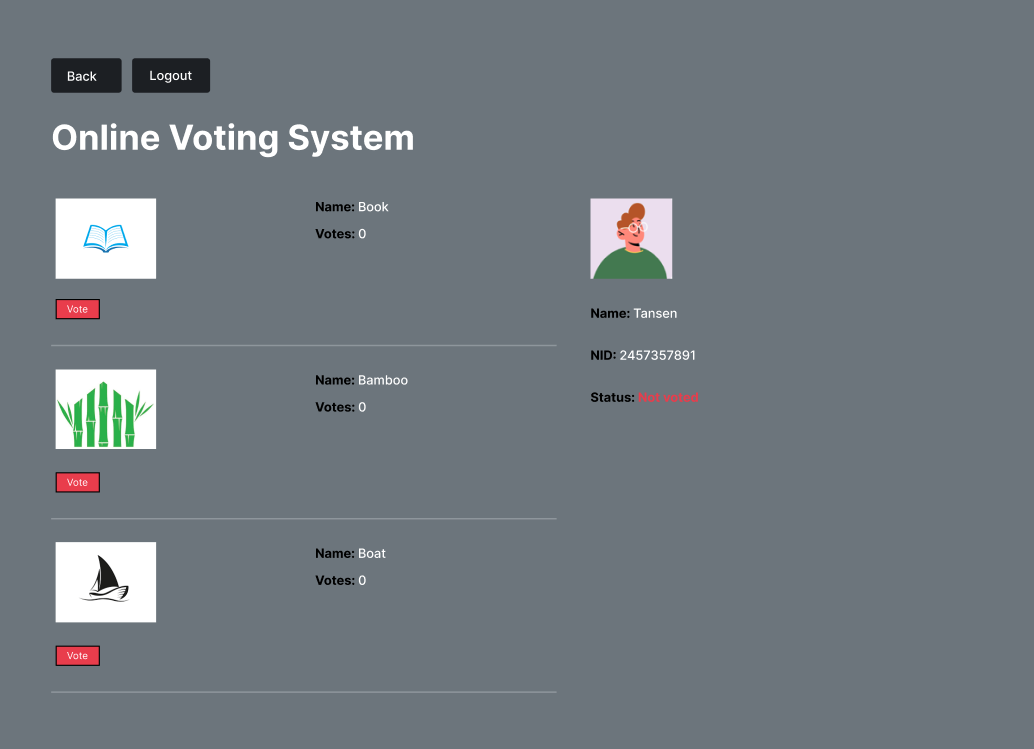 Back
Logout
Online Voting System
Name: Book
Votes: 0
Vote
Name: Bamboo
Votes: 0
Vote
Name: Boat
Votes: 0
Vote
Name: Tansen
NID: 2457357891
Status: Not voted